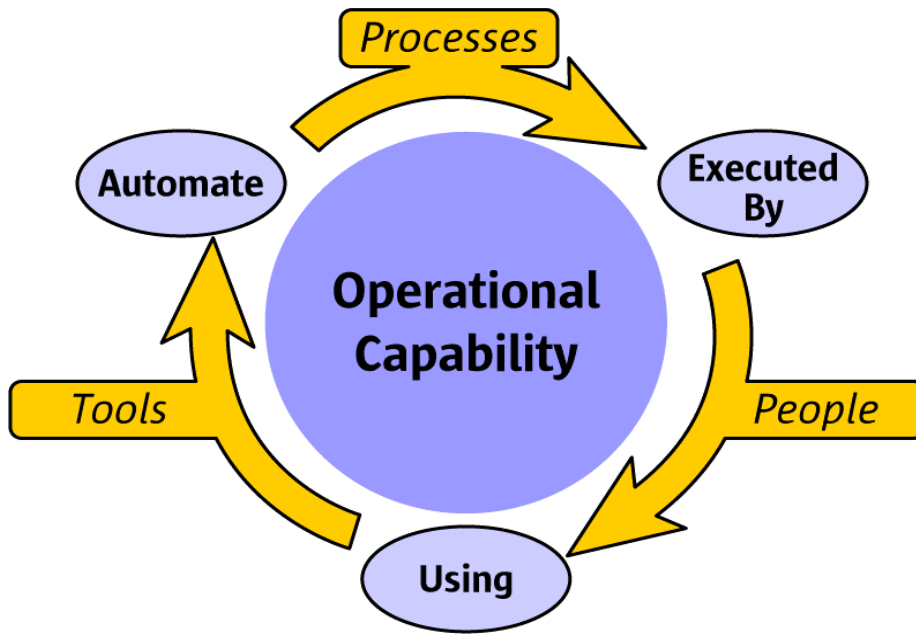 Processes
Automate
Executed
By
Operational
Capability
Tools
People
Using